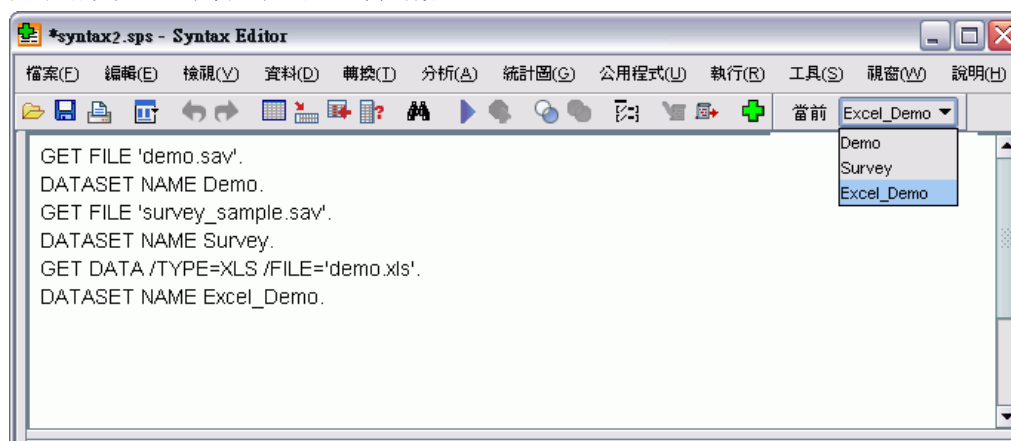 *syntax2.sps - Syntax Editor
檔案(F) 編輯(E) 檢視(V) 資料(D) 轉換(T) 分析(A) 統計圖(G) 公用程式(U) 執行(R) 工具(S) 視窗(W) 說明(H)
當前 Excel_Demo
Demo
Survey
Excel_Demo
GET FILE 'demo.sav'.
DATASET NAME Demo.
GET FILE 'survey_sample.sav'.
DATASET NAME Survey.
GET DATA /TYPE=XLS /FILE='demo.xls'.
DATASET NAME Excel_Demo.